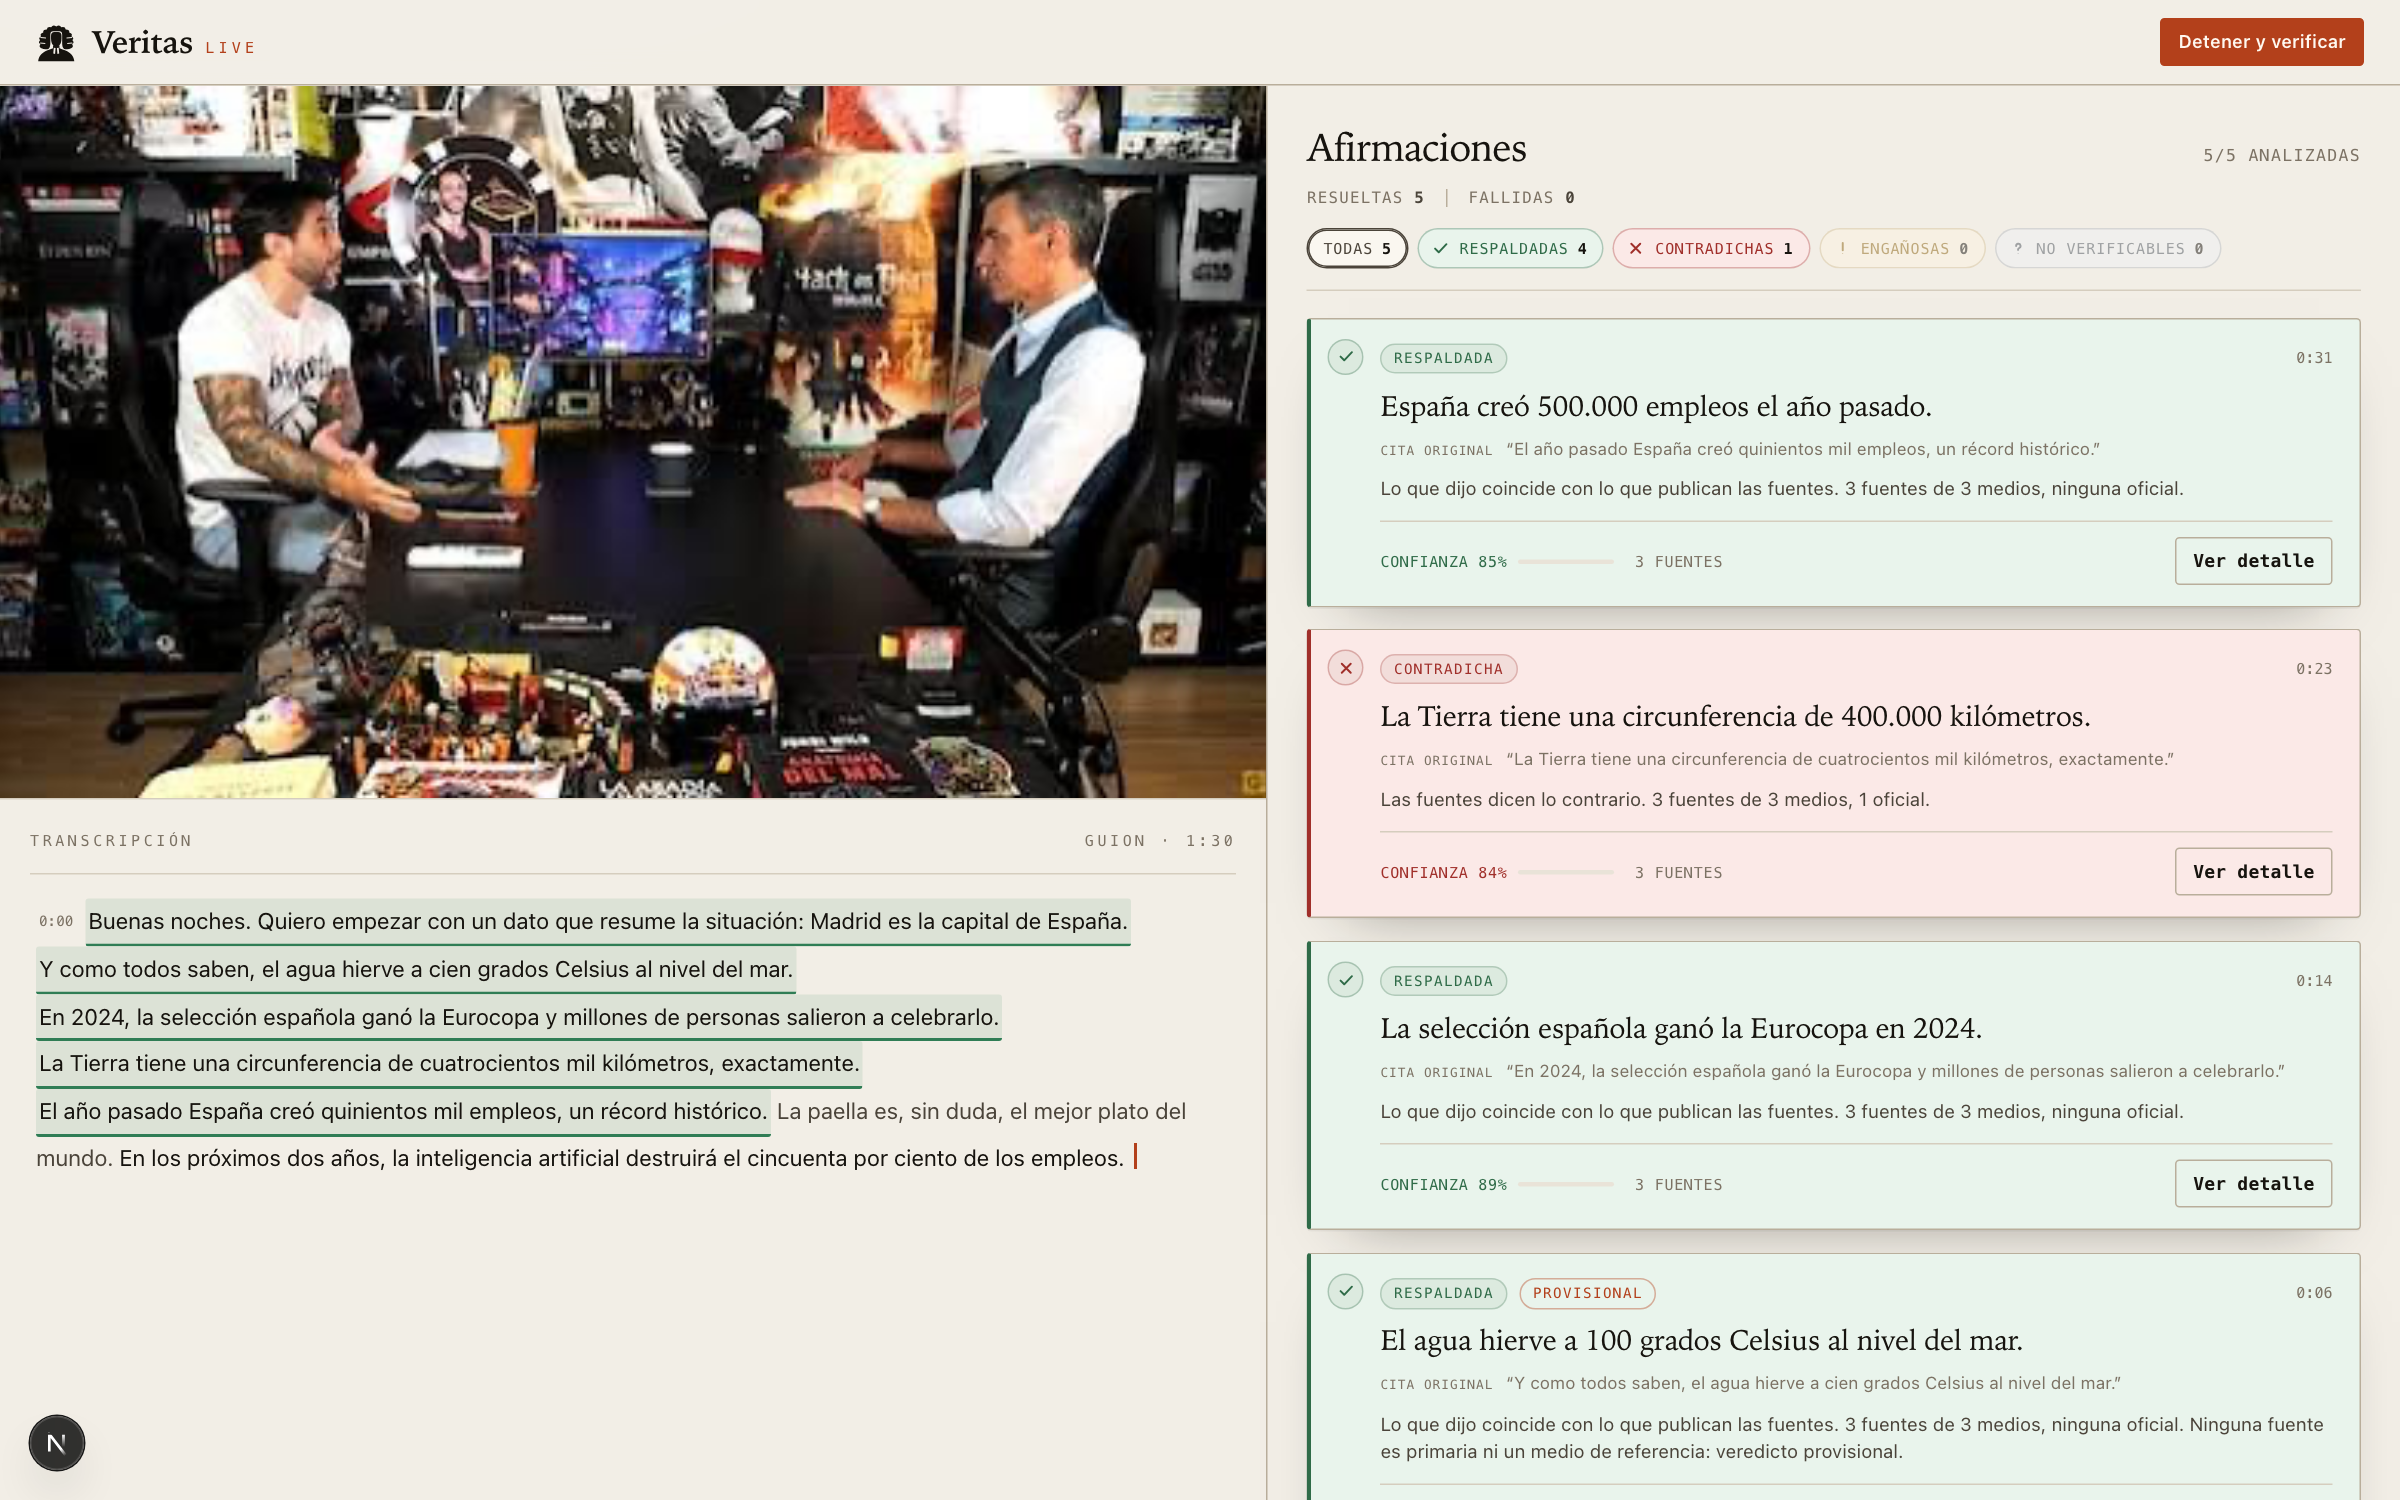 Veritas LIVE
Detener y verificar
TRANSCRIPCIÓN
GUION · 1:30
0:00 Buenas noches. Quiero empezar con un dato que resume la situación: Madrid es la capital de España.
Y como todos saben, el agua hierve a cien grados Celsius al nivel del mar.
En 2024, la selección española ganó la Eurocopa y millones de personas salieron a celebrarlo.
La Tierra tiene una circunferencia de cuatrocientos mil kilómetros, exactamente.
El año pasado España creó quinientos mil empleos, un récord histórico. La paella es, sin duda, el mejor plato del
mundo. En los próximos dos años, la inteligencia artificial destruirá el cincuenta por ciento de los empleos.
N
Afirmaciones
5/5 ANALIZADAS
RESUELTAS 5 | FALLIDAS 0
TODAS 5
RESPALDADAS 4
CONTRADICHAS 1
! ENGAÑOSAS 0
? NO VERIFICABLES 0
RESPALDADA
0:31
España creó 500.000 empleos el año pasado.
CITA ORIGINAL “El año pasado España creó quinientos mil empleos, un récord histórico.”
Lo que dijo coincide con lo que publican las fuentes. 3 fuentes de 3 medios, ninguna oficial.
CONFIANZA 85%
3 FUENTES
Ver detalle
CONTRADICHA
0:23
La Tierra tiene una circunferencia de 400.000 kilómetros.
CITA ORIGINAL “La Tierra tiene una circunferencia de cuatrocientos mil kilómetros, exactamente.”
Las fuentes dicen lo contrario. 3 fuentes de 3 medios, 1 oficial.
CONFIANZA 84%
3 FUENTES
Ver detalle
RESPALDADA
0:14
La selección española ganó la Eurocopa en 2024.
CITA ORIGINAL “En 2024, la selección española ganó la Eurocopa y millones de personas salieron a celebrarlo.”
Lo que dijo coincide con lo que publican las fuentes. 3 fuentes de 3 medios, ninguna oficial.
CONFIANZA 89%
3 FUENTES
Ver detalle
RESPALDADA
PROVISIONAL
0:06
El agua hierve a 100 grados Celsius al nivel del mar.
CITA ORIGINAL “Y como todos saben, el agua hierve a cien grados Celsius al nivel del mar.”
Lo que dijo coincide con lo que publican las fuentes. 3 fuentes de 3 medios, ninguna oficial. Ninguna fuente
es primaria ni un medio de referencia: veredicto provisional.
DEL MAL